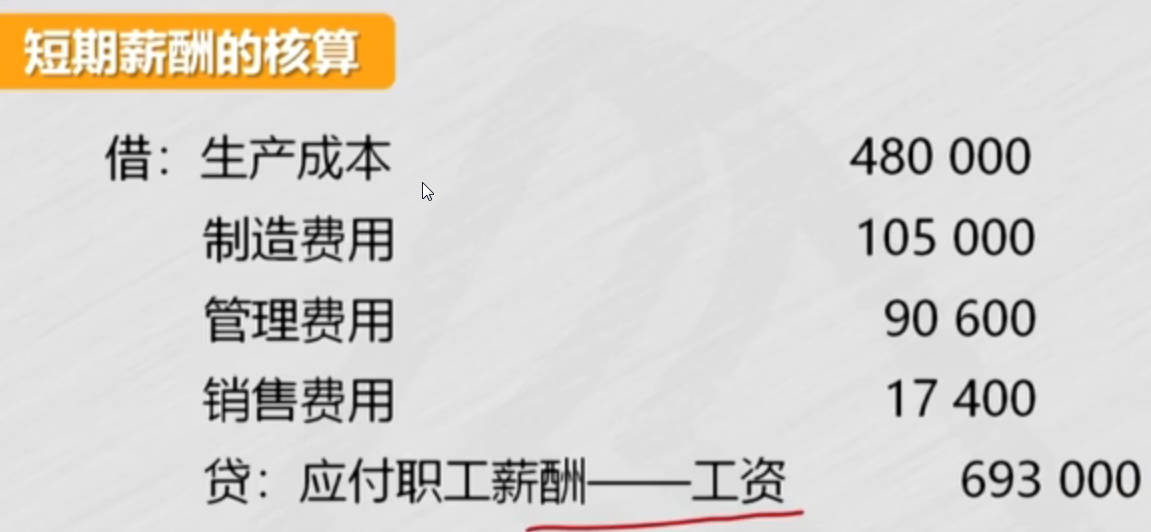 短期薪酬的核算
借：生产成本 480 000
制造费用 105 000
管理费用 90 600
销售费用 17 400
贷：应付职工薪酬——工资 693 000